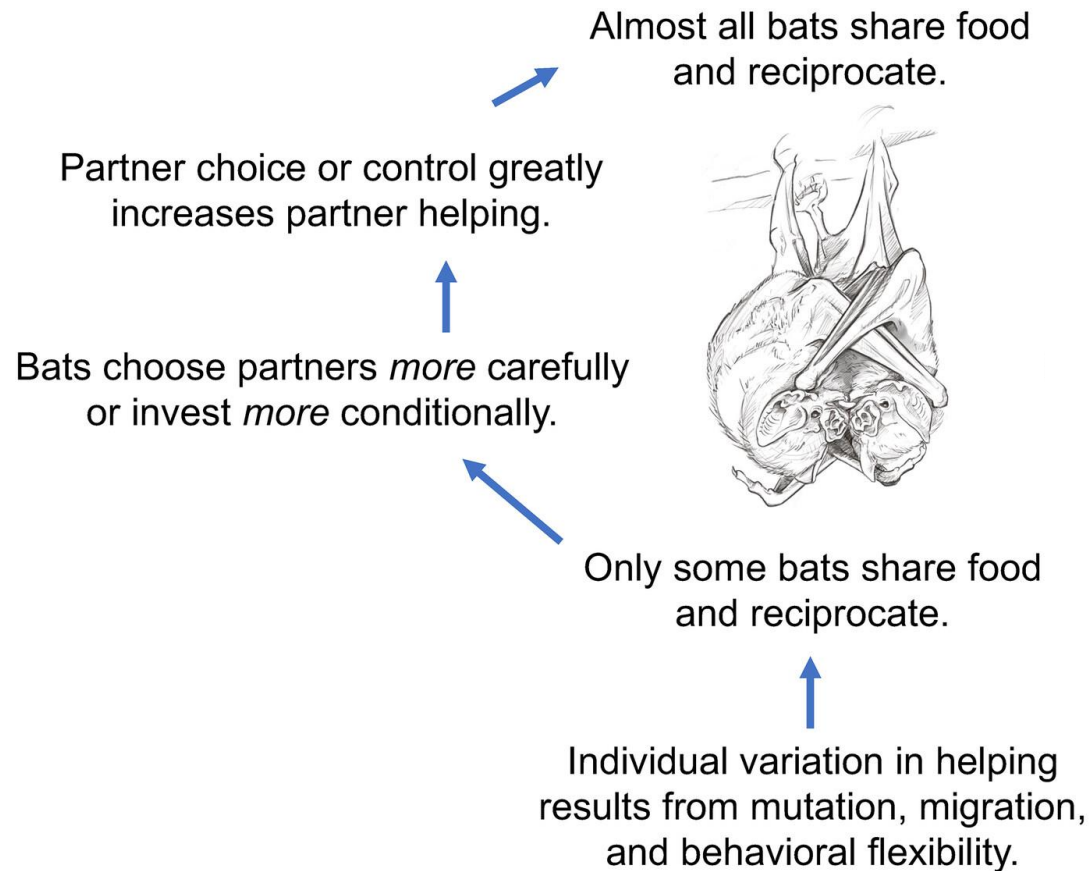 Almost all bats share food
and reciprocate.
Partner choice or control greatly
increases partner helping.
Bats choose partners more carefully
or invest more conditionally.
Only some bats share food
and reciprocate.
Individual variation in helping
results from mutation, migration,
and behavioral flexibility.